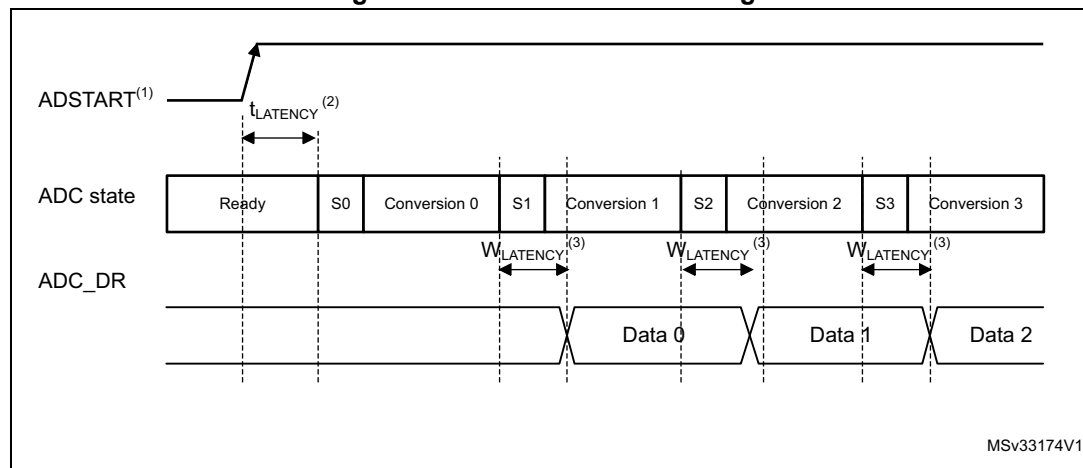 ADSTART(1)
tLATENCY (2)
ADC state
Ready S0 Conversion 0 S1 Conversion 1 S2 Conversion 2 S3 Conversion 3
WLATENCY(3) WLATENCY(3) WLATENCY(3)
ADC_DR
Data 0 Data 1 Data 2
MSv33174V1